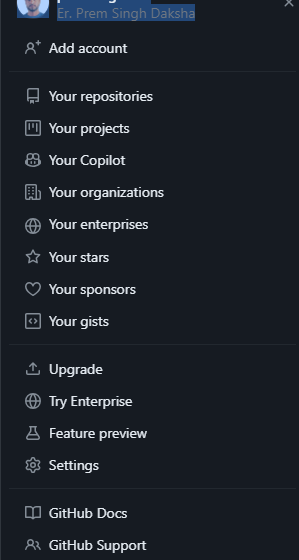 Er. Prem Singh Daksha
Add account
Your repositories
Your projects
Your Copilot
Your organizations
Your enterprises
Your stars
Your sponsors
Your gists
Upgrade
Try Enterprise
Feature preview
Settings
GitHub Docs
GitHub Support